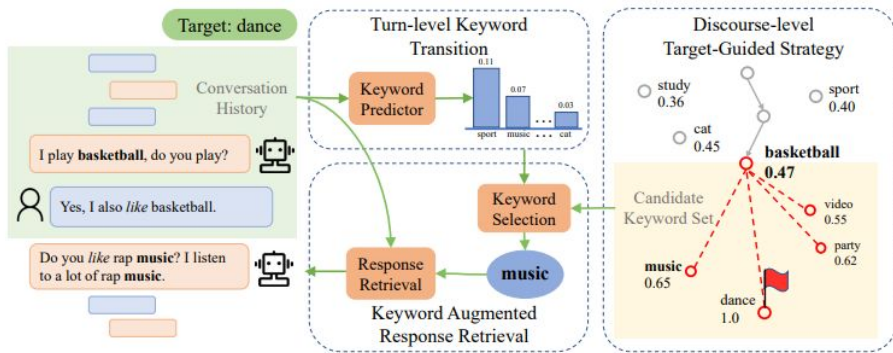 Target: dance
Conversation
History
I play basketball, do you play?
Yes, I also like basketball.
Do you like rap music? I listen
to a lot of rap music.
Turn-level Keyword
Transition
Keyword
Predictor
0.11
0.07
0.03
sport music ... cat
Keyword
Selection
Response
Retrieval
music
Keyword Augmented
Response Retrieval
Discourse-level
Target-Guided Strategy
study
0.36
sport
0.40
cat
0.45
basketball
0.47
Candidate
Keyword Set
video
0.55
party
0.62
music
0.65
dance
1.0